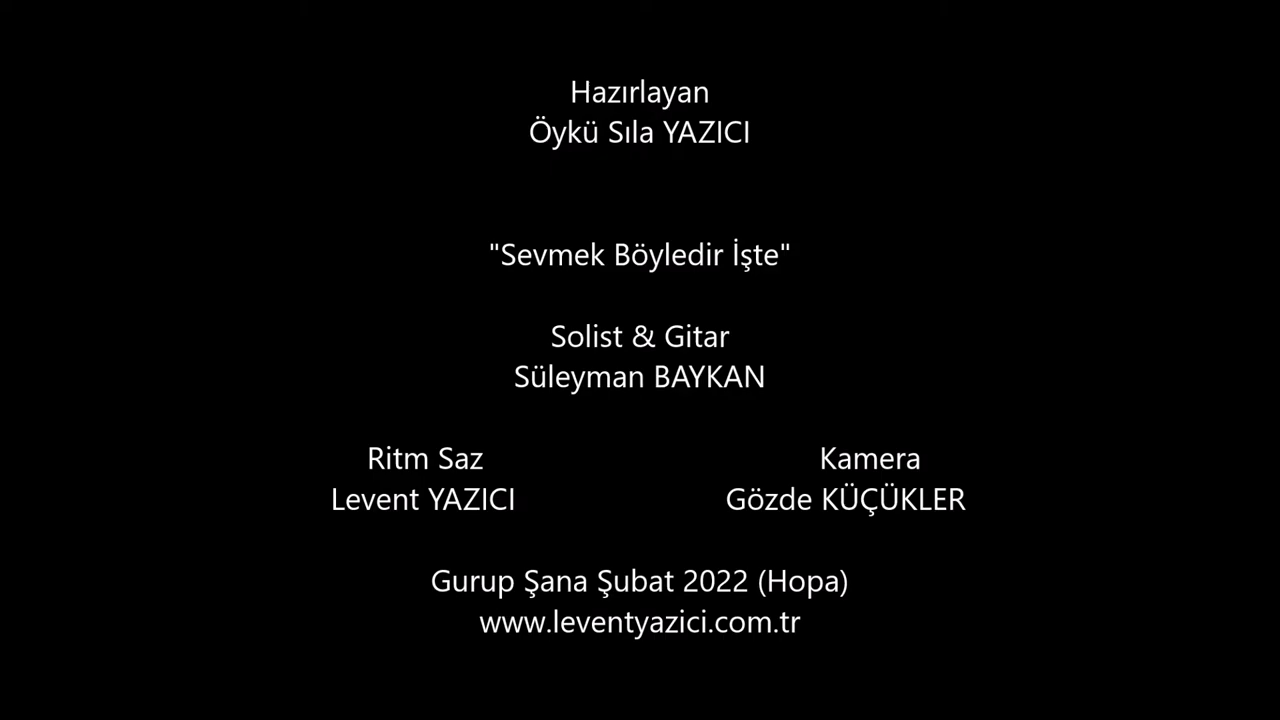 Hazırlayan
Öykü Sıla YAZICI
"Sevmek Böyledir İşte"
Solist & Gitar
Süleyman BAYKAN
Ritm Saz
Levent YAZICI
Kamera
Gözde KÜÇÜKLER
Gurup Şana Şubat 2022 (Hopa)
www.leventyazici.com.tr